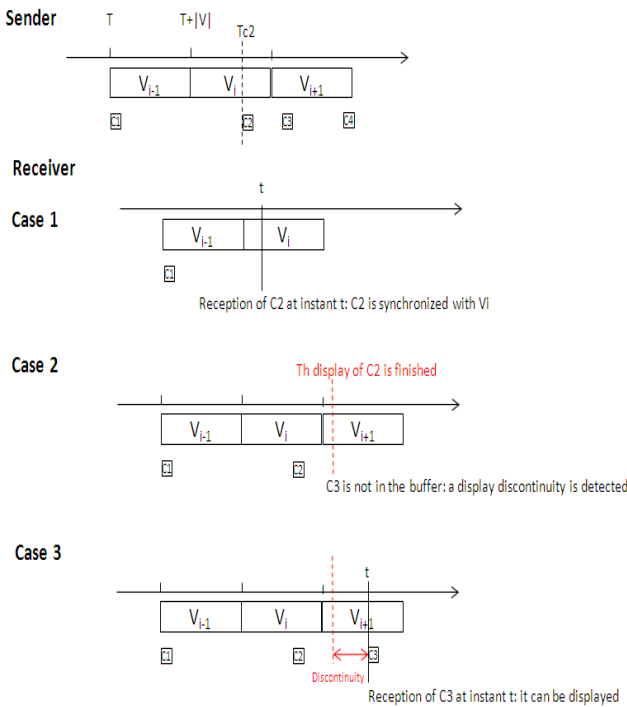 Sender T T+|V| Tc2
Vi-1 Vi Vi+1
C1 C2 C3 C4
Receiver
t
Case 1
Vi-1 Vi
C1
Reception of C2 at instant t: C2 is synchronized with Vi
Case 2
Th display of C2 is finished
Vi-1 Vi Vi+1
C1 C2
C3 is not in the buffer: a display discontinuity is detected
Case 3
t
Vi-1 Vi Vi+1
C1 C2 C3
Discontinuity
Reception of C3 at instant t: it can be displayed